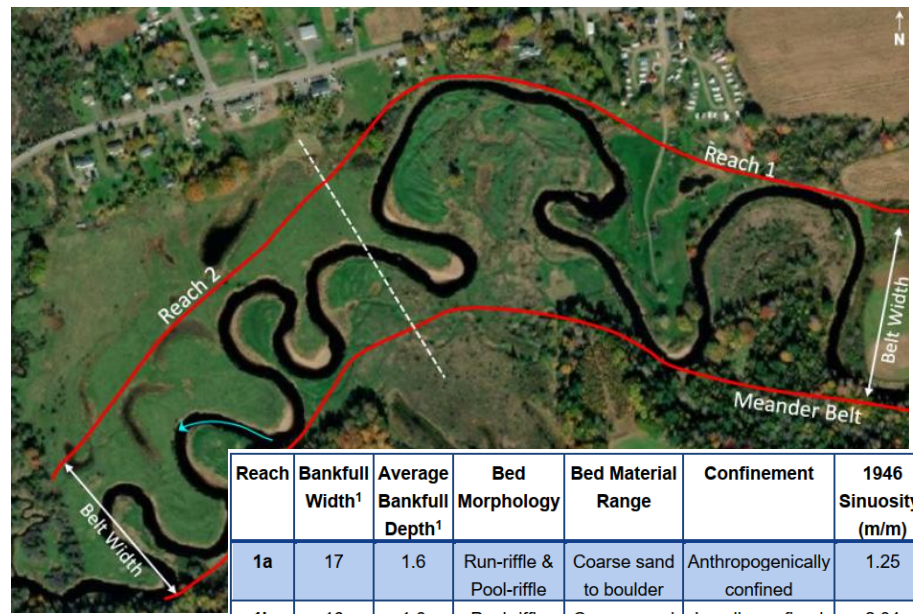 N
Reach 1
Reach 2
Belt Width
Meander Belt
Belt Width
Reach Bankfull Average Bed Bed Material Confinement 1946
Width¹ Bankfull Morphology Range Sinuosity
Depth¹ (m/m)
1a 17 1.6 Run-riffle & Coarse sand Anthropogenically 1.25
Pool-riffle to boulder confined